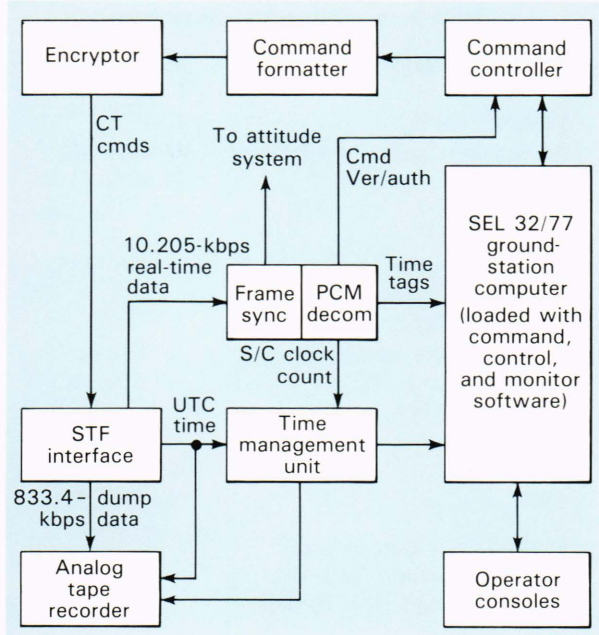 Encryptor
Command
formatter
Command
controller
CT
cmds
To attitude
system
Cmd
Ver/auth
10.205-kbps
real-time
data
Frame
sync
PCM
decom
Time
tags
SEL 32/77
ground-
station
computer
(loaded with
command,
control,
and monitor
software)
S/C clock
count
STF
interface
UTC
time
Time
management
unit
833.4- dump
kbps data
Analog
tape
recorder
Operator
consoles